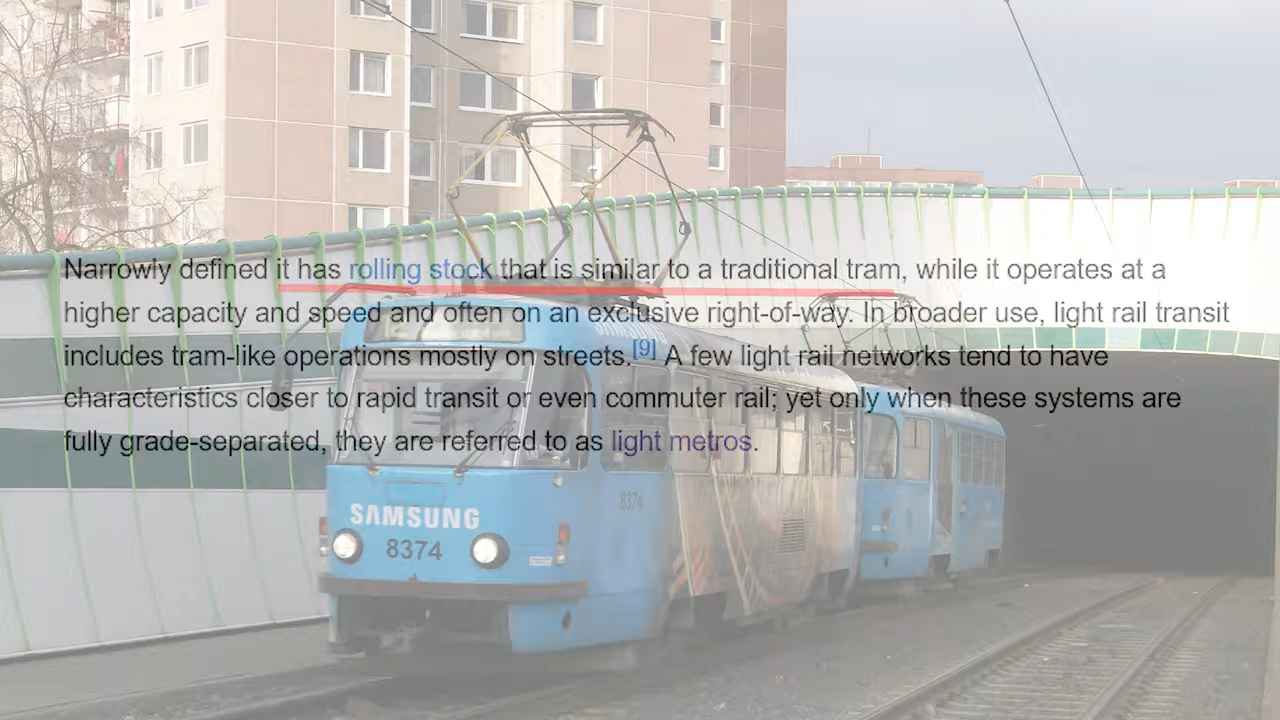 Narrowly defined it has rolling stock that is similar to a traditional tram, while it operates at a
higher capacity and speed and often on an exclusive right-of-way. In broader use, light rail transit
includes tram-like operations mostly on streets.[9] A few light rail networks tend to have
characteristics closer to rapid transit or even commuter rail; yet only when these systems are
fully grade-separated, they are referred to as light metros.
8374
SAMSUNG
8374